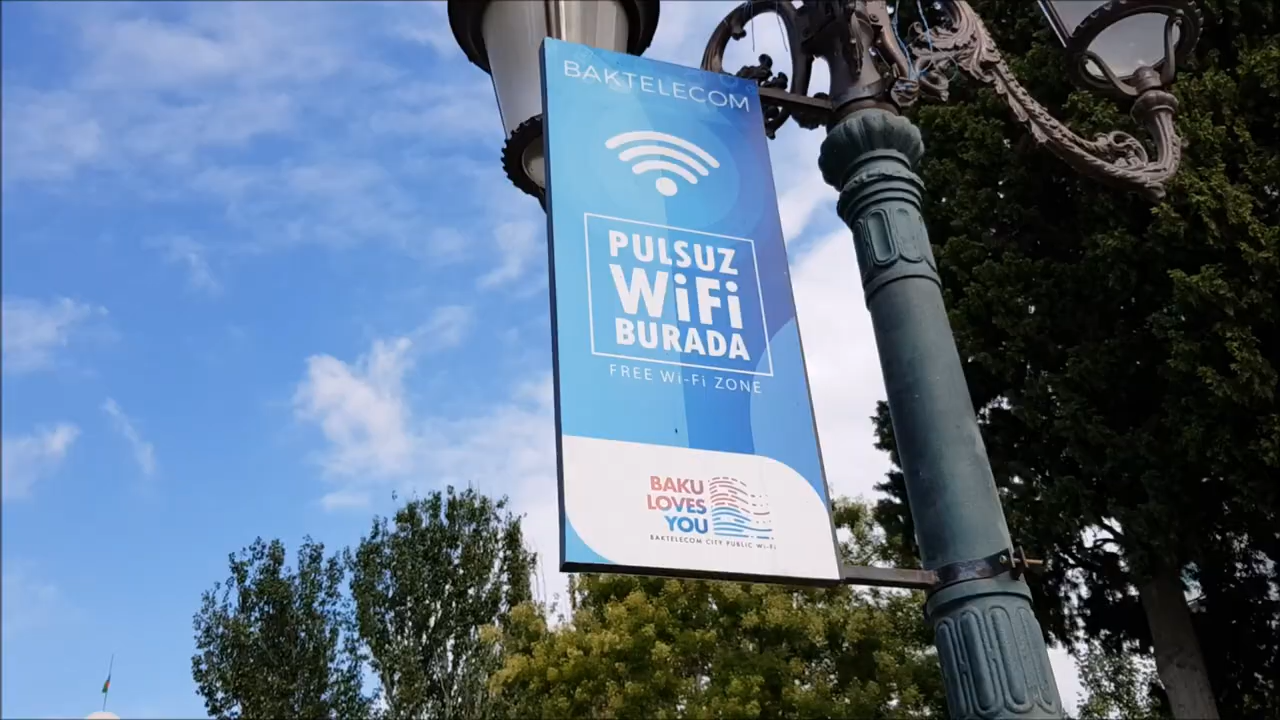 BAKTELECOM
PULSUZ
WiFi
BURADA
FREE Wi-Fi ZONE
BAKU
LOVES
YOU
BAKTELECOM CITY PUBLIC Wi-Fi